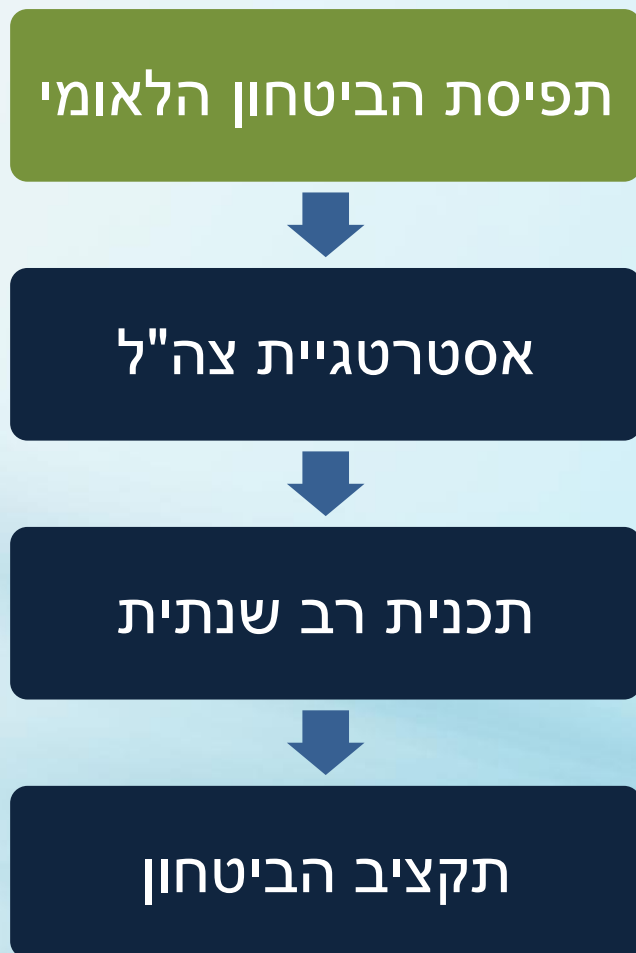 תפיסת הביטחון הלאומי
אסטרטגיית צה"ל
תכנית רב שנתית
תקציב הביטחון